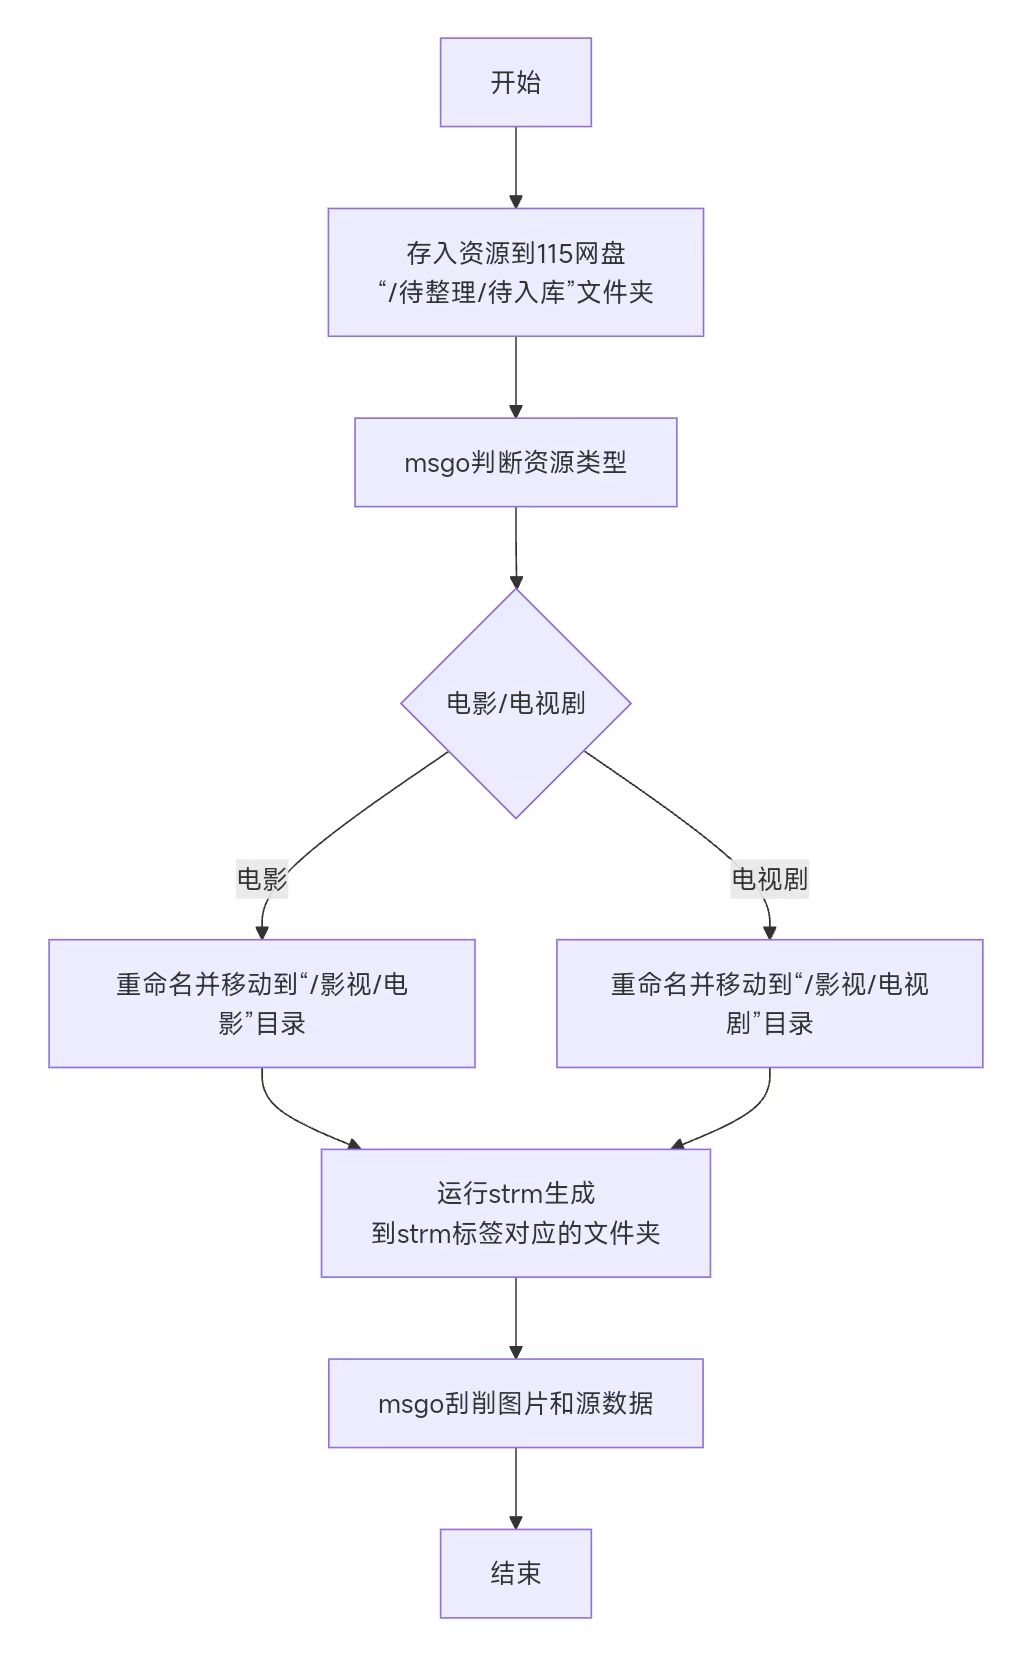 开始
存入资源到115网盘
“/待整理/待入库”文件夹
msgo判断资源类型
电影/电视剧
电影
电视剧
重命名并移动到“/影视/电
影”目录
重命名并移动到“/影视/电视
剧”目录
运行strm生成
到strm标签对应的文件夹
msgo刮削图片和源数据
结束